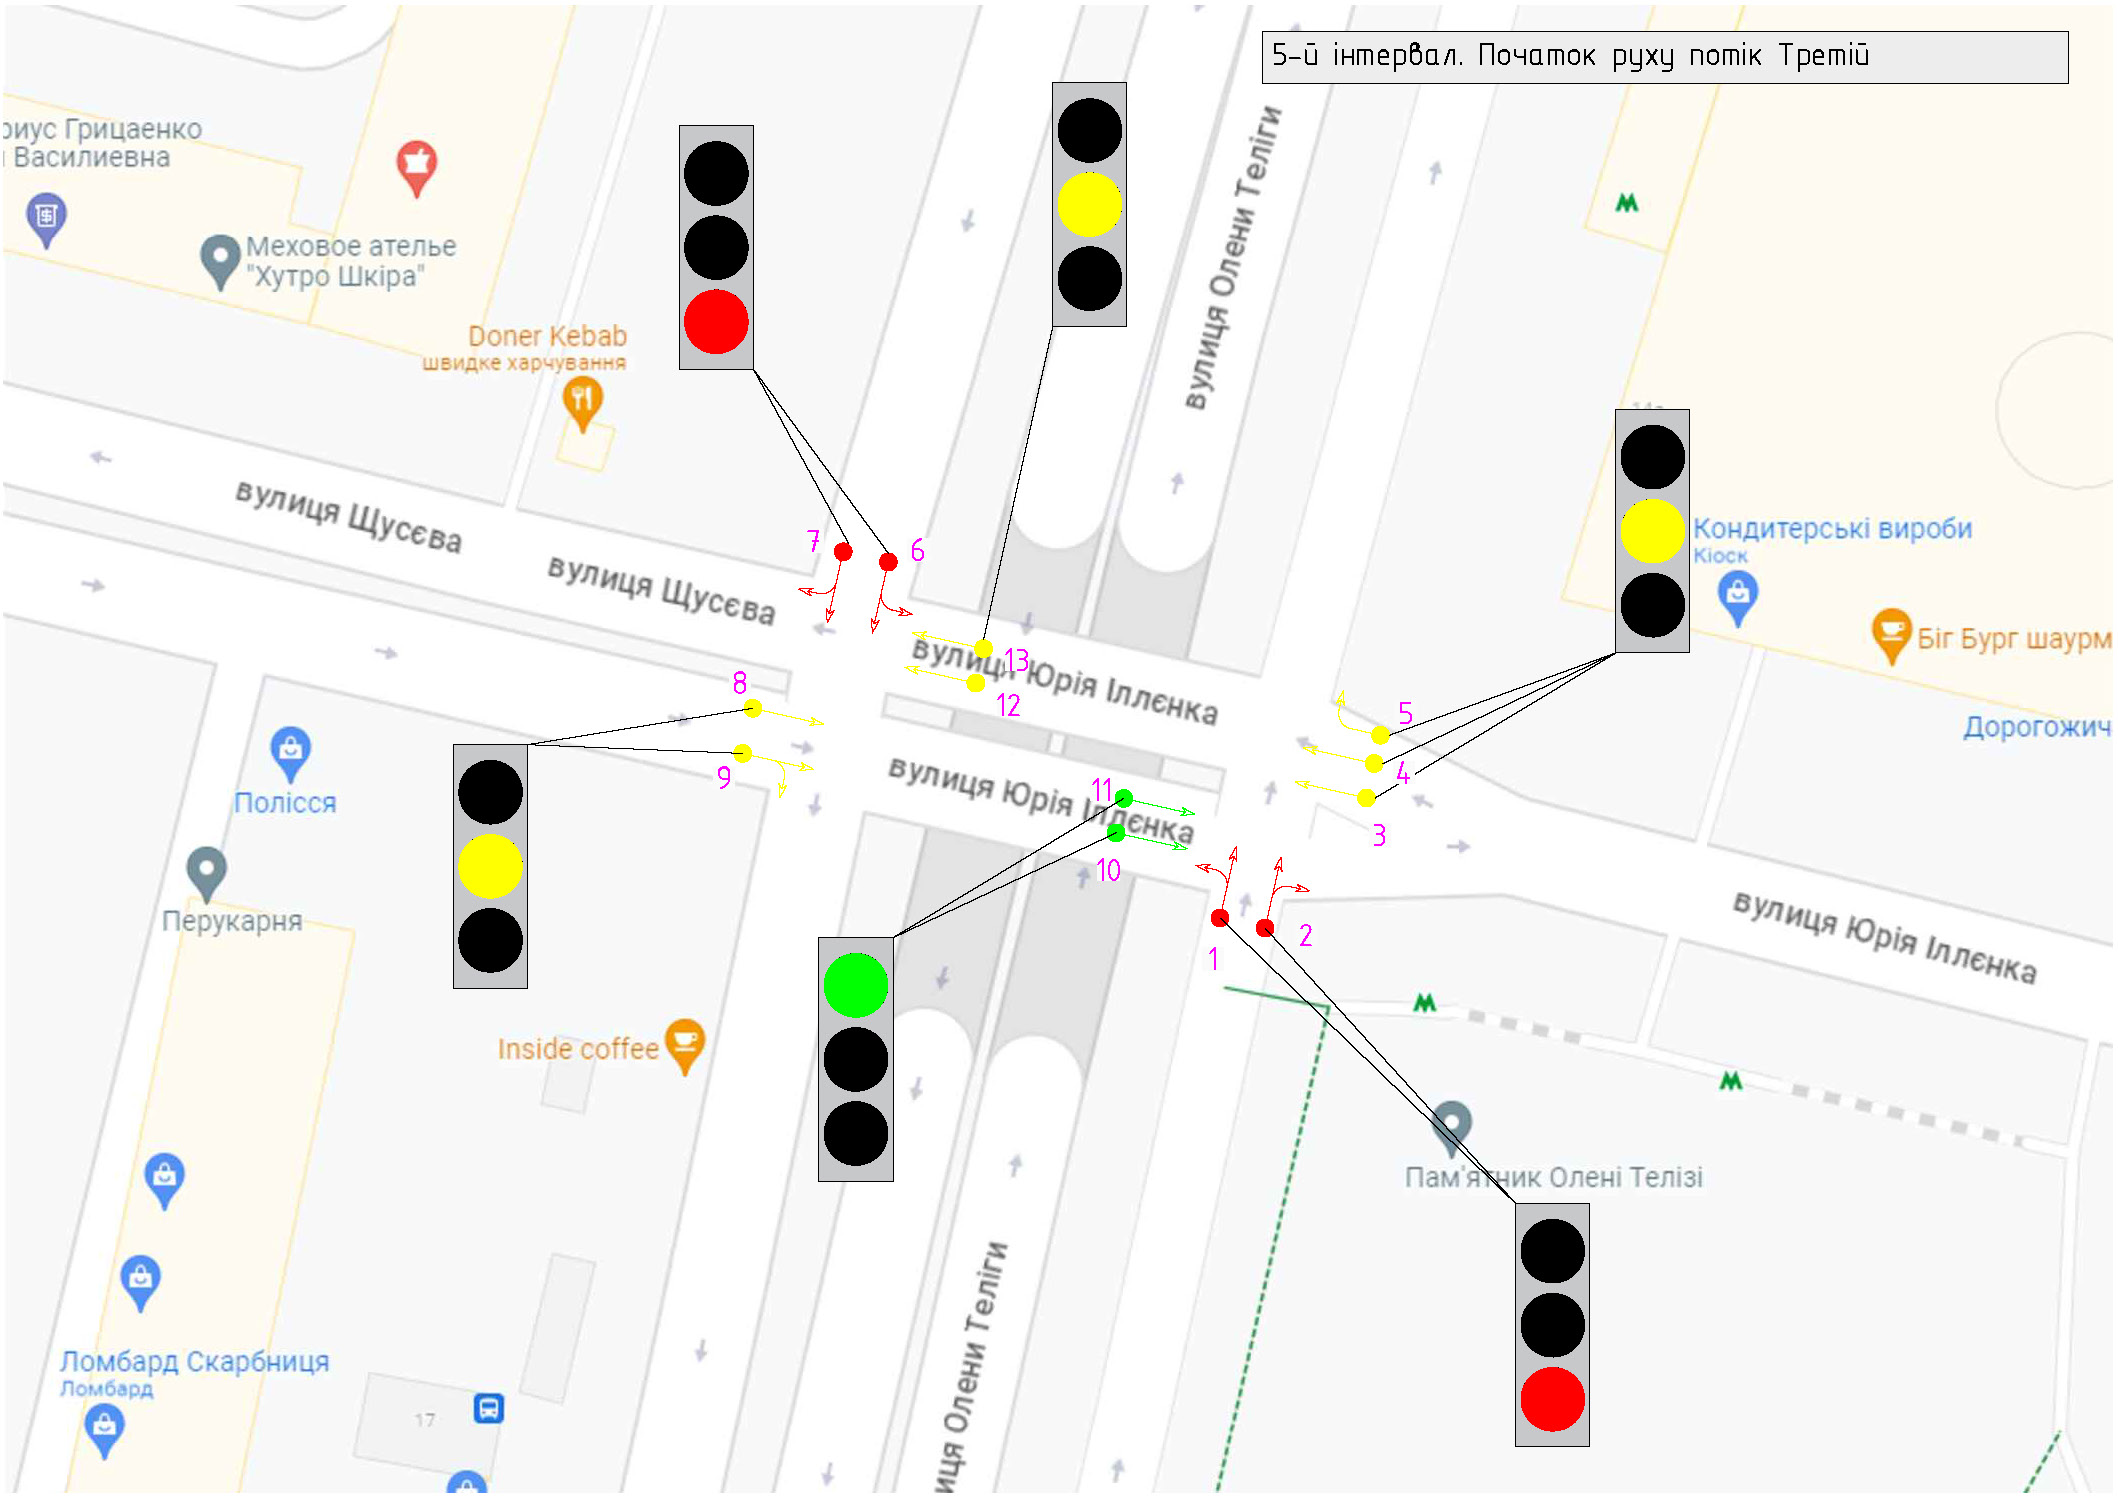 5-й інтервал. Початок руху потік Третій
Грицаенко
Василиевна
Меховое ателье
"Хутро Шкіра"
Doner Kebab
швидке харчування
вулиця Олени Теліги
вулиця Щусєва
вулиця Щусєва
Кондитерські вироби
Кіоск
Біг Бург шаурм
7
6
13
вулиця Юрія Іллєнка
12
8
5
Дорогожич
4
9
3
11
вулиця Юрія Іллєнка
10
Полісся
Перукарня
1
2
вулиця Юрія Іллєнка
Inside coffee
Пам'ятник Олені Телізі
иця Олени Теліги
Ломбард Скарбниця
Ломбард
17